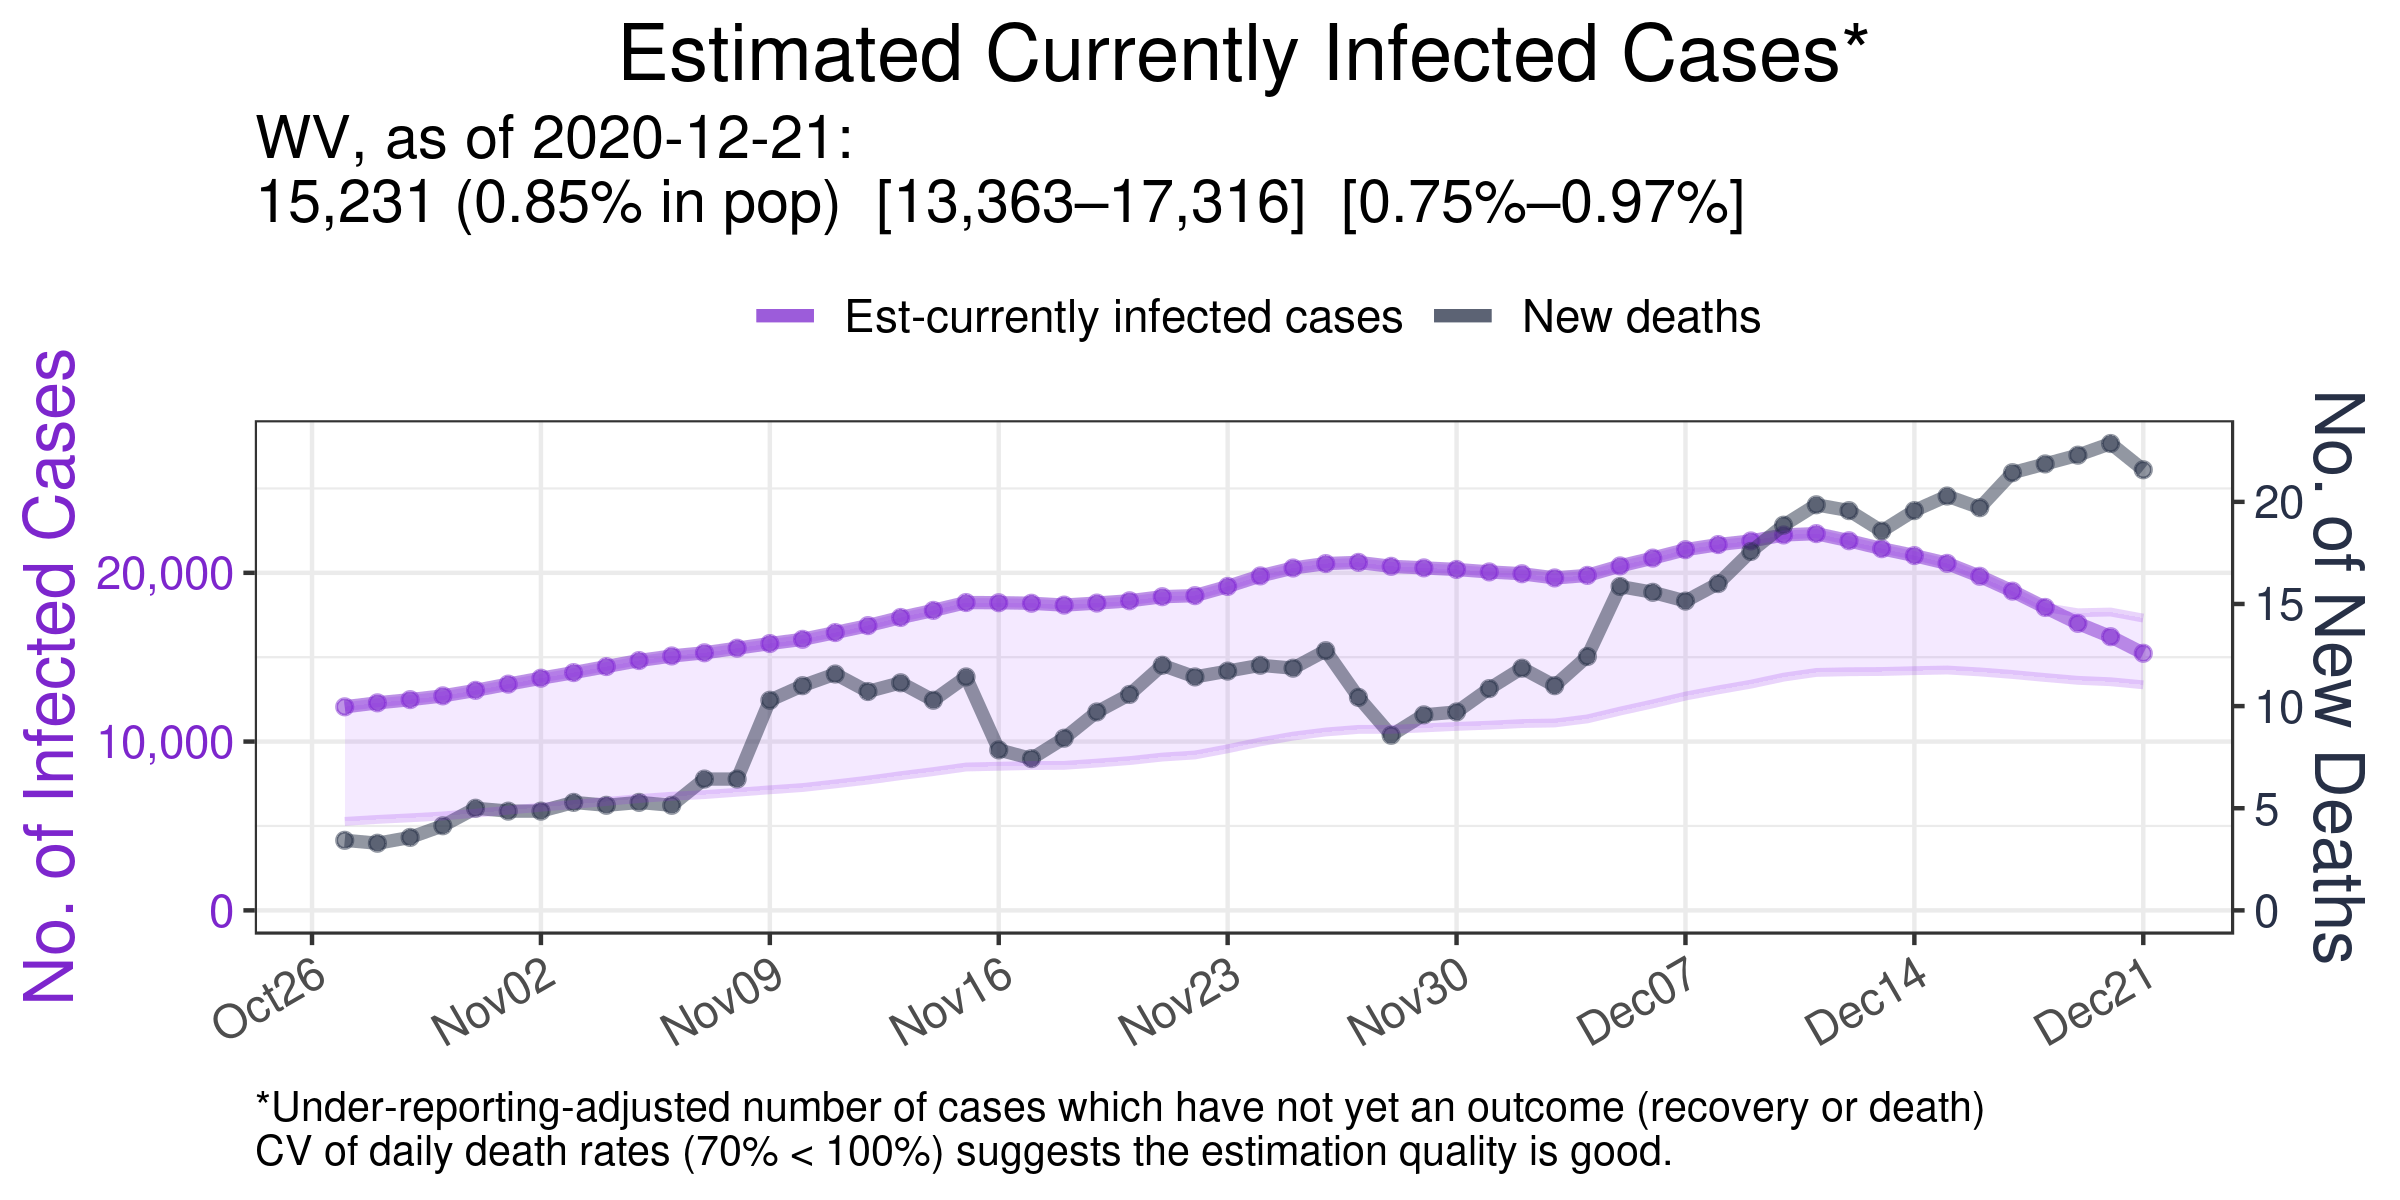 Estimated Currently Infected Cases*
WV, as of 2020-12-21:
15,231 (0.85% in pop)  [13,363–17,316]  [0.75%–0.97%]
Est-currently infected cases
New deaths
No. of Infected Cases
20,000
10,000
0
No. of New Deaths
20
15
10
5
0
Oct26
Nov02
Nov09
Nov16
Nov23
Nov30
Dec07
Dec14
Dec21
*Under-reporting-adjusted number of cases which have not yet an outcome (recovery or death)
CV of daily death rates (70% < 100%) suggests the estimation quality is good.